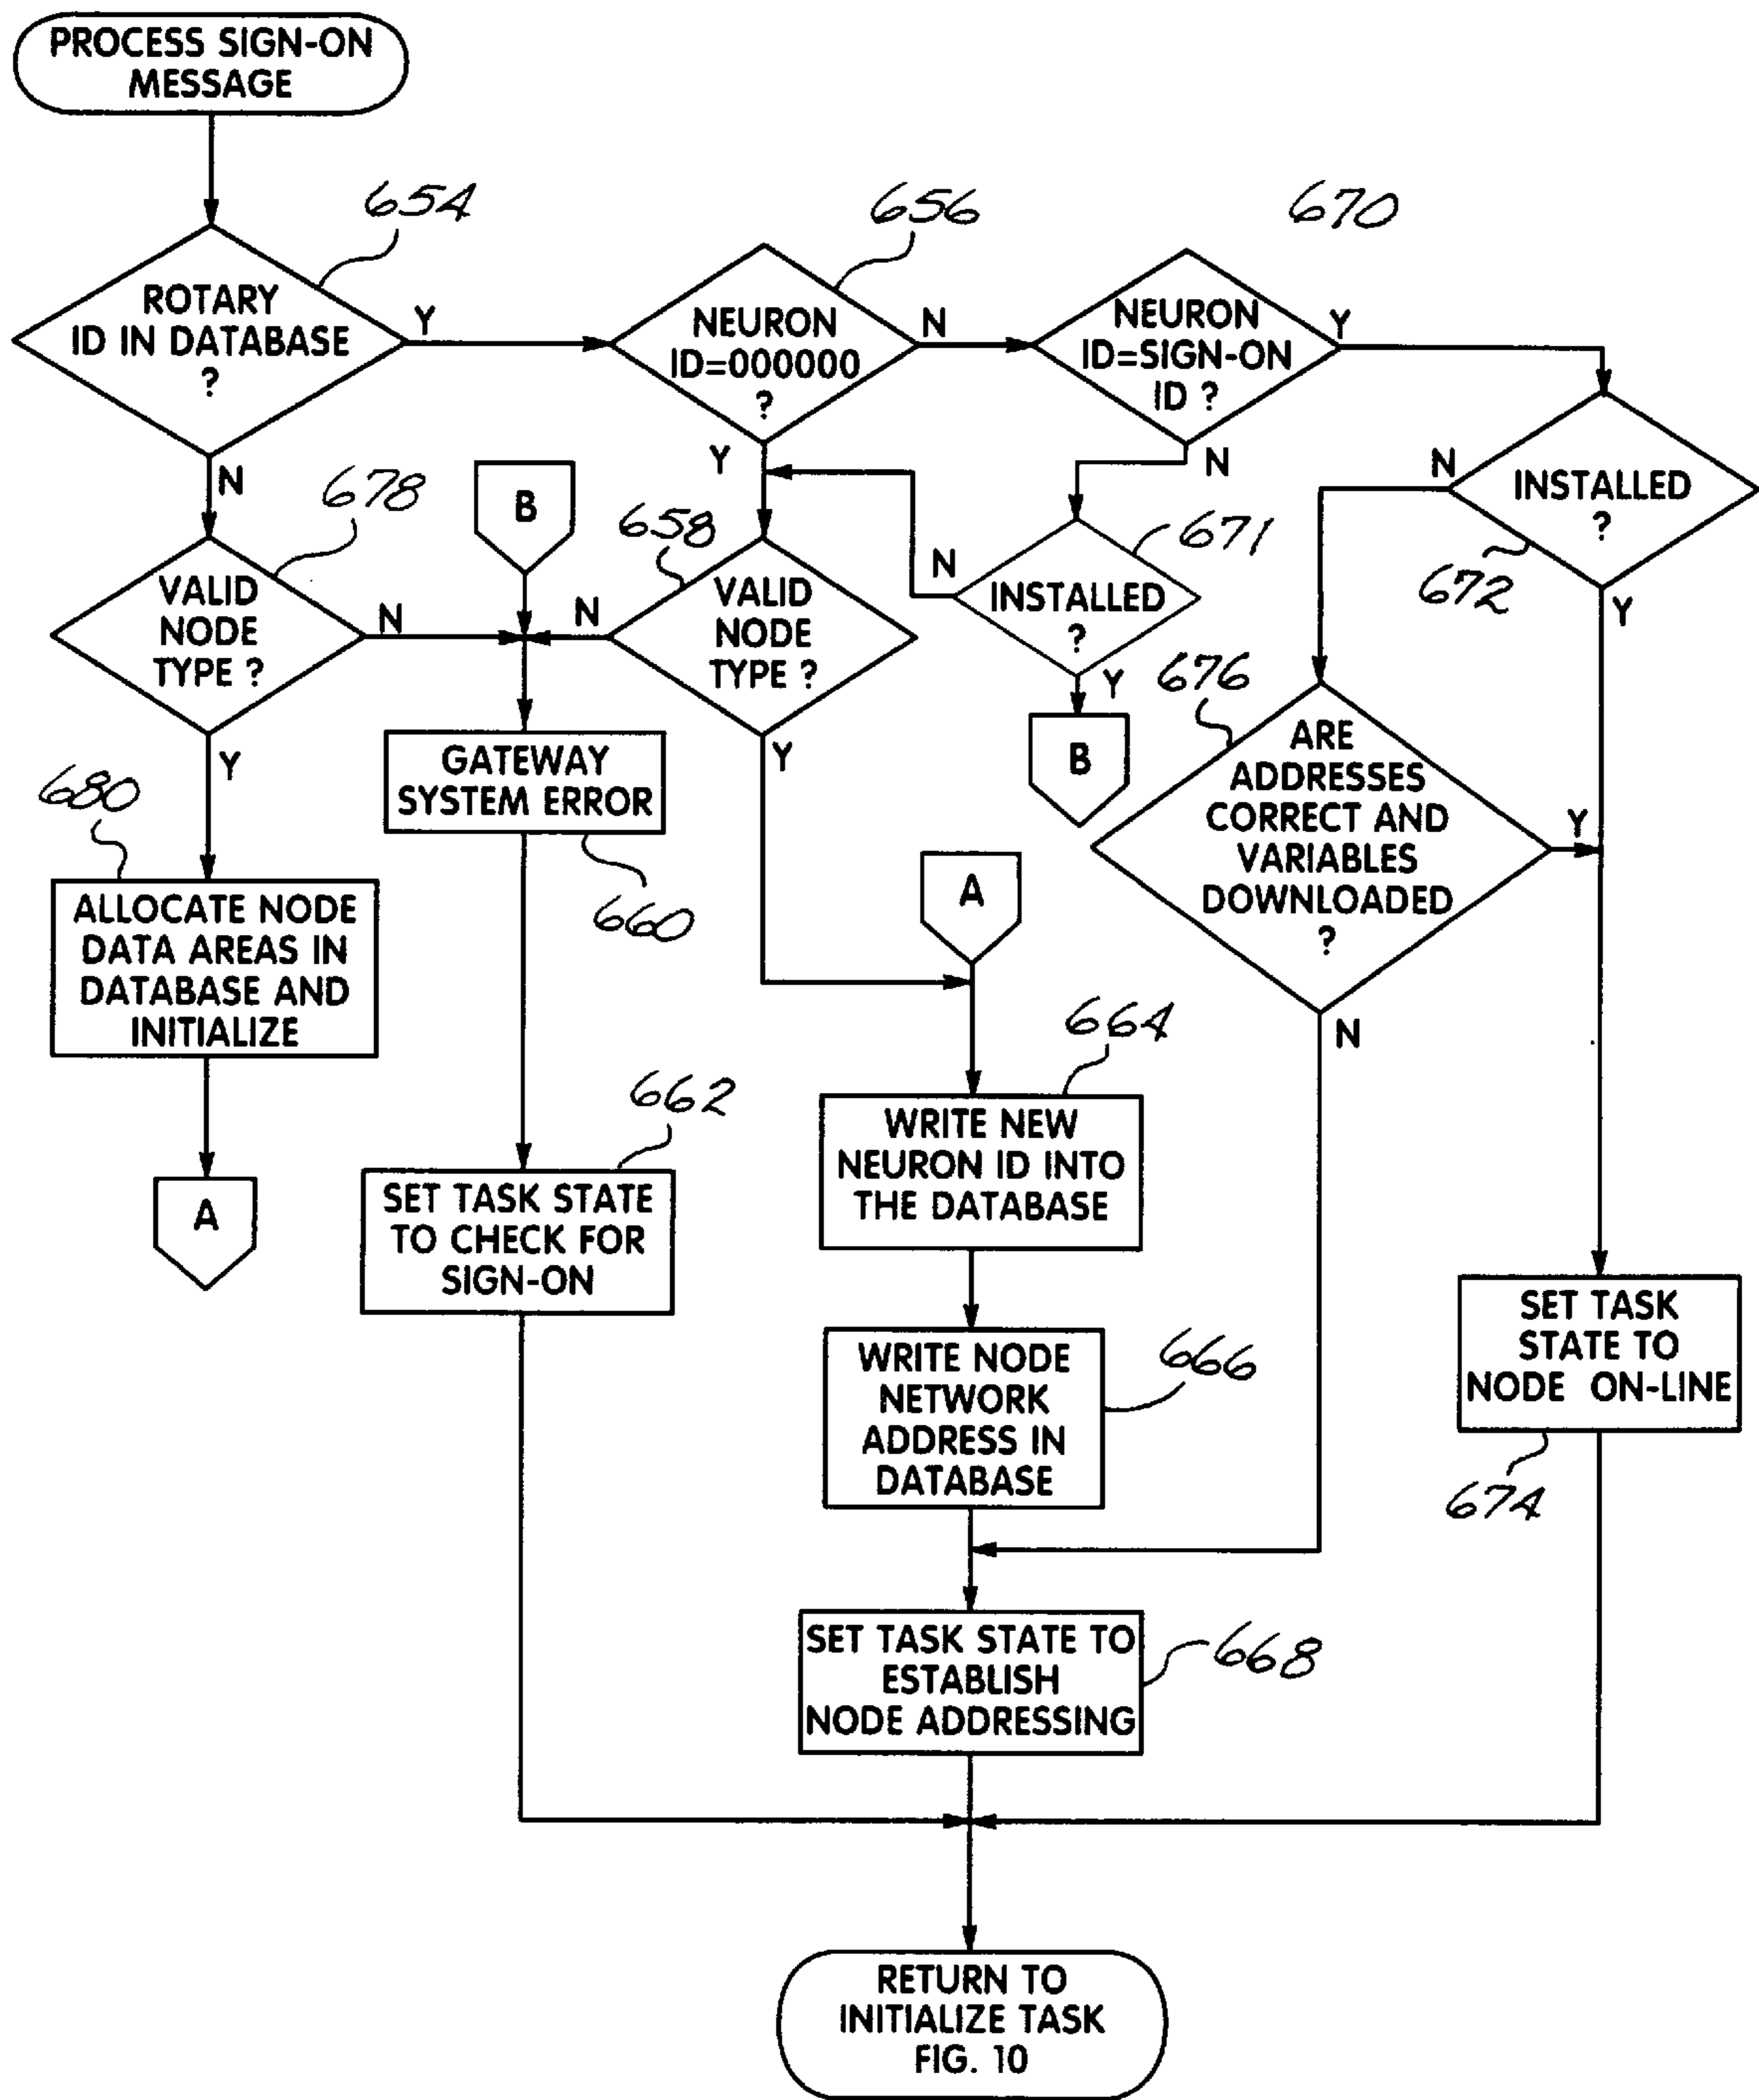 PROCESS SIGN-ON
MESSAGE
654
656
670
ROTARY
ID IN DATABASE
?
Y
N
NEURON
ID=000000
?
N
Y
NEURON
ID=SIGN-ON
ID ?
Y
N
INSTALLED
?
N
Y
672
678
VALID
NODE
TYPE ?
N
Y
B
658
VALID
NODE
TYPE ?
N
Y
671
INSTALLED
?
N
Y
B
676
ARE
ADDRESSES
CORRECT AND
VARIABLES
DOWNLOADED
?
Y
N
680
ALLOCATE NODE
DATA AREAS IN
DATABASE AND
INITIALIZE
A
GATEWAY
SYSTEM ERROR
660
662
SET TASK STATE
TO CHECK FOR
SIGN-ON
A
664
WRITE NEW
NEURON ID INTO
THE DATABASE
WRITE NODE
NETWORK
ADDRESS IN
DATABASE
666
SET TASK
STATE TO
NODE ON-LINE
674
SET TASK STATE TO
ESTABLISH
NODE ADDRESSING
668
RETURN TO
INITIALIZE TASK
FIG. 10